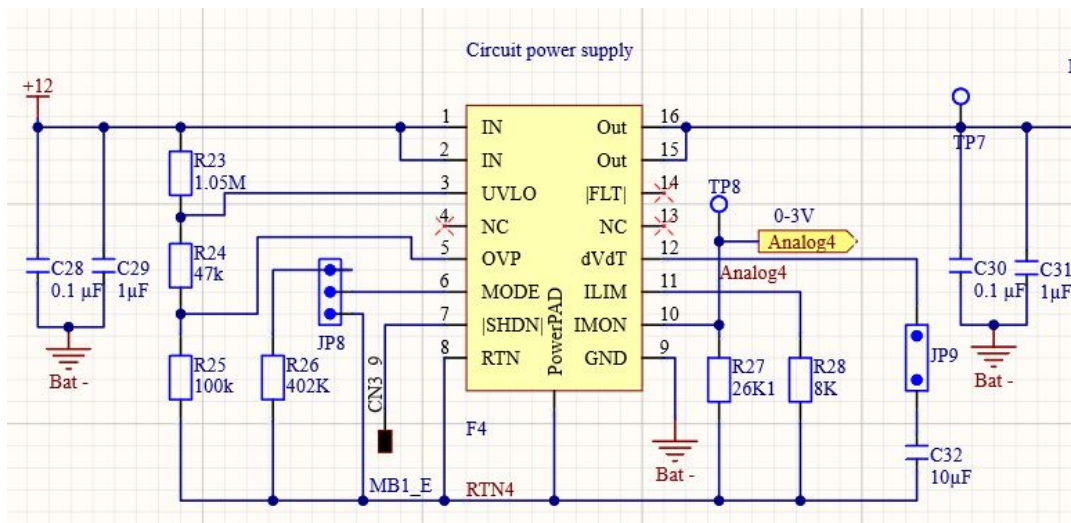 Circuit power supply
+12
1 IN Out 16
2 IN Out 15
TP7
R23
1.05M
3 UVLO |FLT| 14
TP8
4 NC NC 13
0-3V
Analog4
R24
47k
5 OVP dVdT 12
Analog4
C28
0.1 µF
C29
1µF
6 MODE ILIM 11
C30
0.1 µF
C31
1µF
7 |SHDN| IMON 10
JP8
8 RTN GND 9
PowerPAD
JP9
Bat -
R25
100k
R26
402K
CN3_9
R27
26K1
R28
8K
Bat -
F4
Bat -
C32
10µF
MB1_E
RTN4